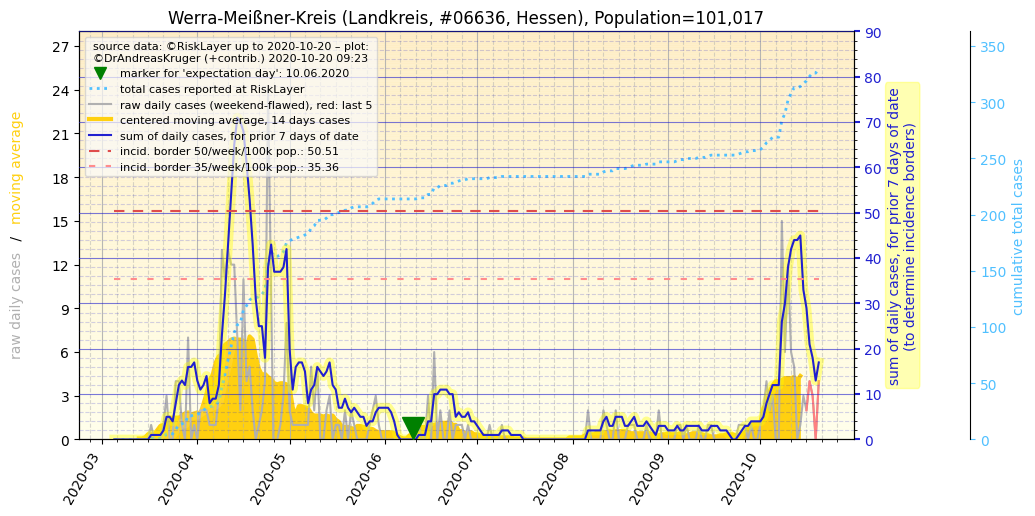 Werra-Meißner-Kreis (Landkreis, #06636, Hessen), Population=101,017
source data: ©RiskLayer up to 2020-10-20 – plot:
©DrAndreasKruger (+contrib.) 2020-10-20 09:23
marker for 'expectation day': 10.06.2020
total cases reported at RiskLayer
raw daily cases (weekend-flawed), red: last 5
centered moving average, 14 days cases
sum of daily cases, for prior 7 days of date
incid. border 50/week/100k pop.: 50.51
incid. border 35/week/100k pop.: 35.36
raw daily cases / moving average
27
24
21
18
15
12
9
6
3
0
2020-03
2020-04
2020-05
2020-06
2020-07
2020-08
2020-09
2020-10
90
80
70
60
50
40
30
20
10
0
sum of daily cases, for prior 7 days of date
(to determine incidence borders)
350
300
250
200
150
100
50
0
cumulative total cases